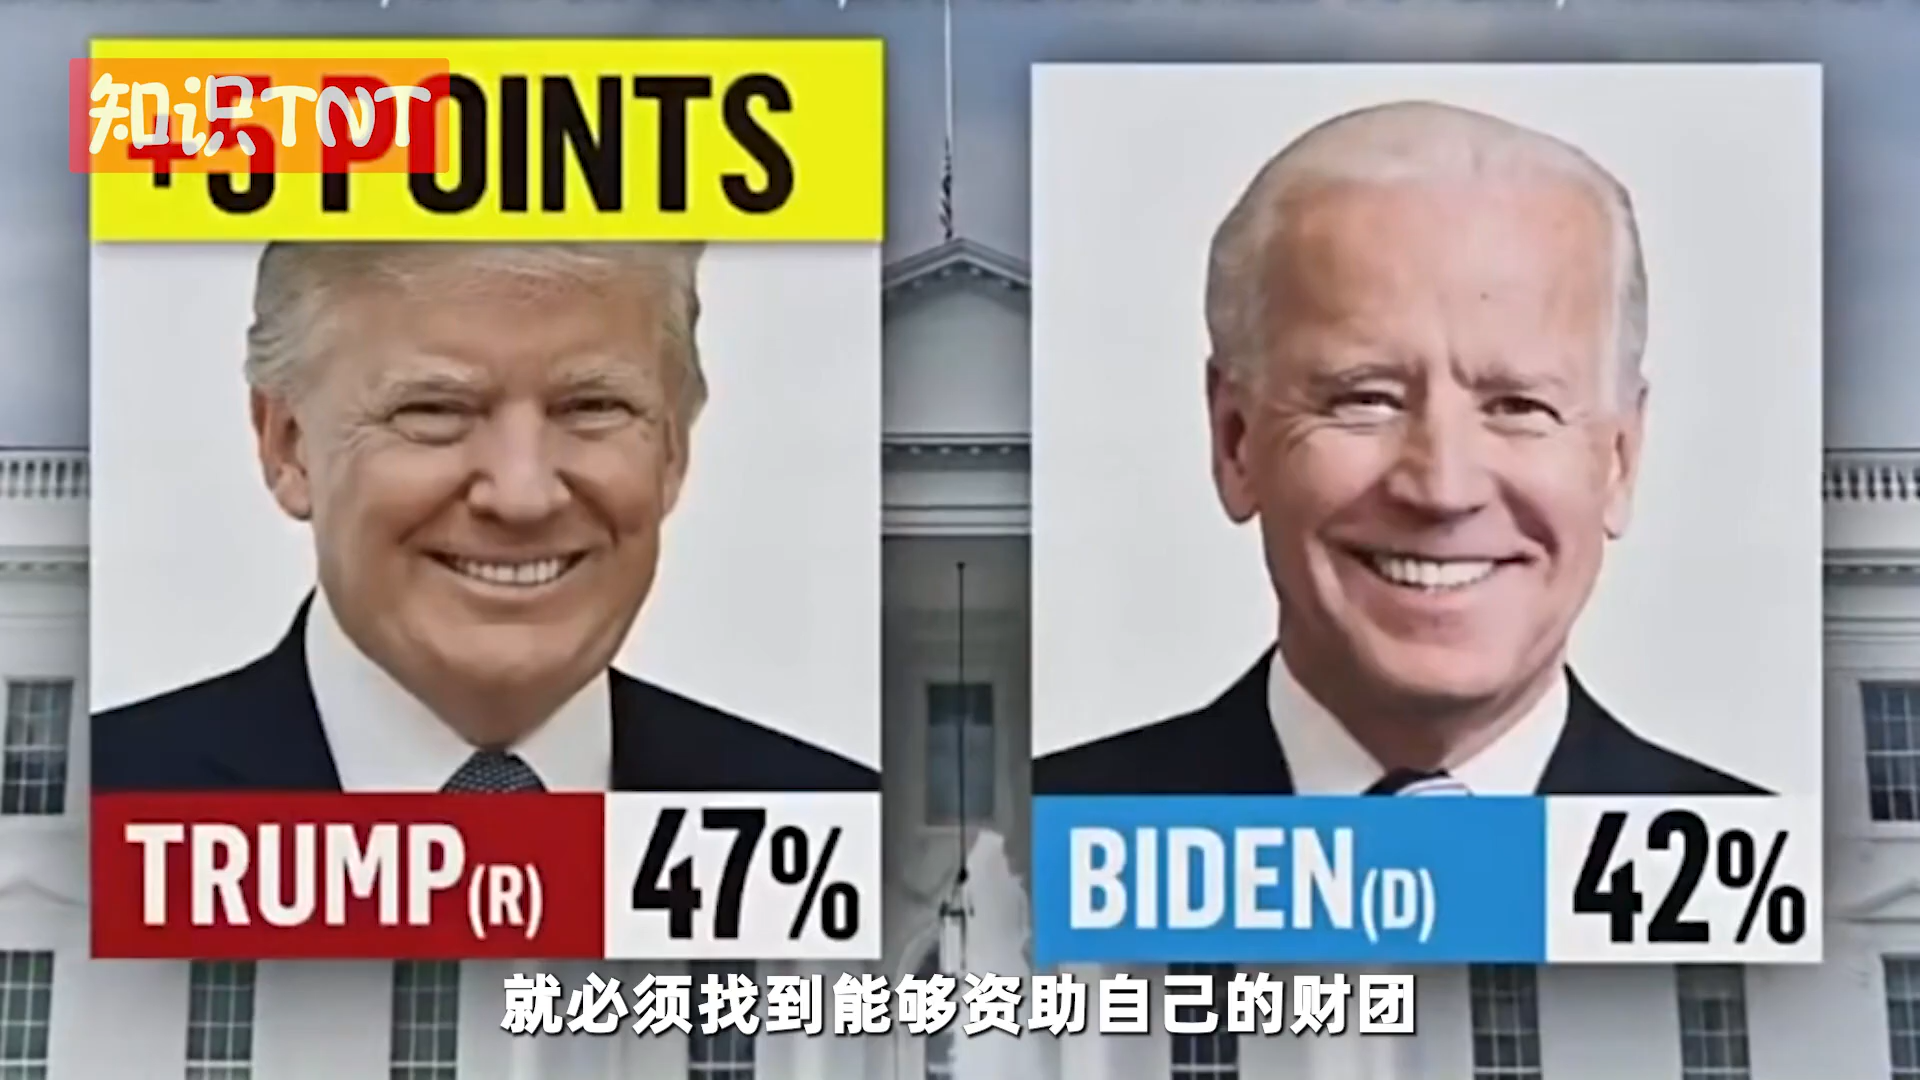 知识TNT
+5 POINTS
TRUMP(R) 47%
BIDEN(D) 42%
就必须找到能够资助自己的财团